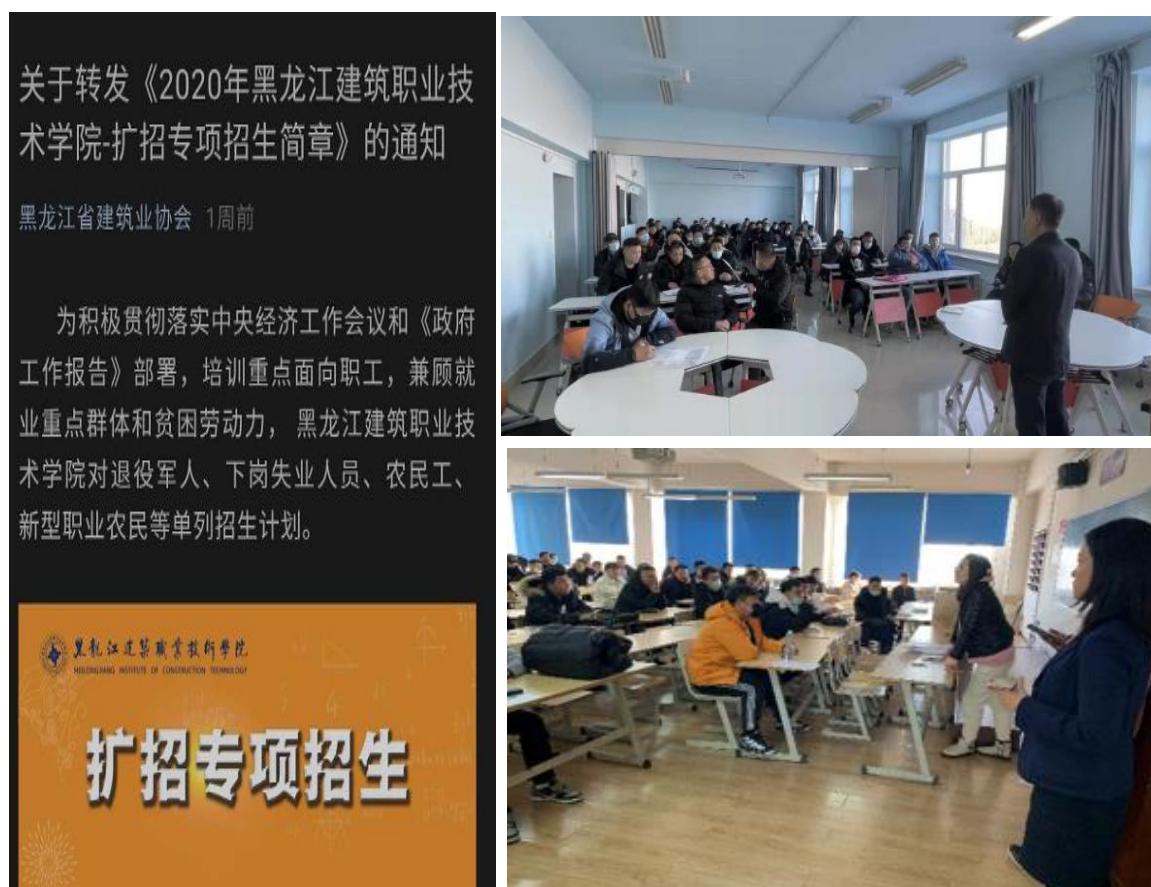 关于转发《2020年黑龙江建筑职业技
术学院-扩招专项招生简章》的通知
黑龙江省建筑业协会 1周前
为积极贯彻落实中央经济工作会议和《政府
工作报告》部署，培训重点面向职工，兼顾就
业重点群体和贫困劳动力， 黑龙江建筑职业技
术学院对退役军人、下岗失业人员、农民工、
新型职业农民等单列招生计划。
黑龍江建築職業技術學院
HEILONGJIANG INSTITUTE OF CONSTRUCTION TECHNOLOGY
扩招专项招生